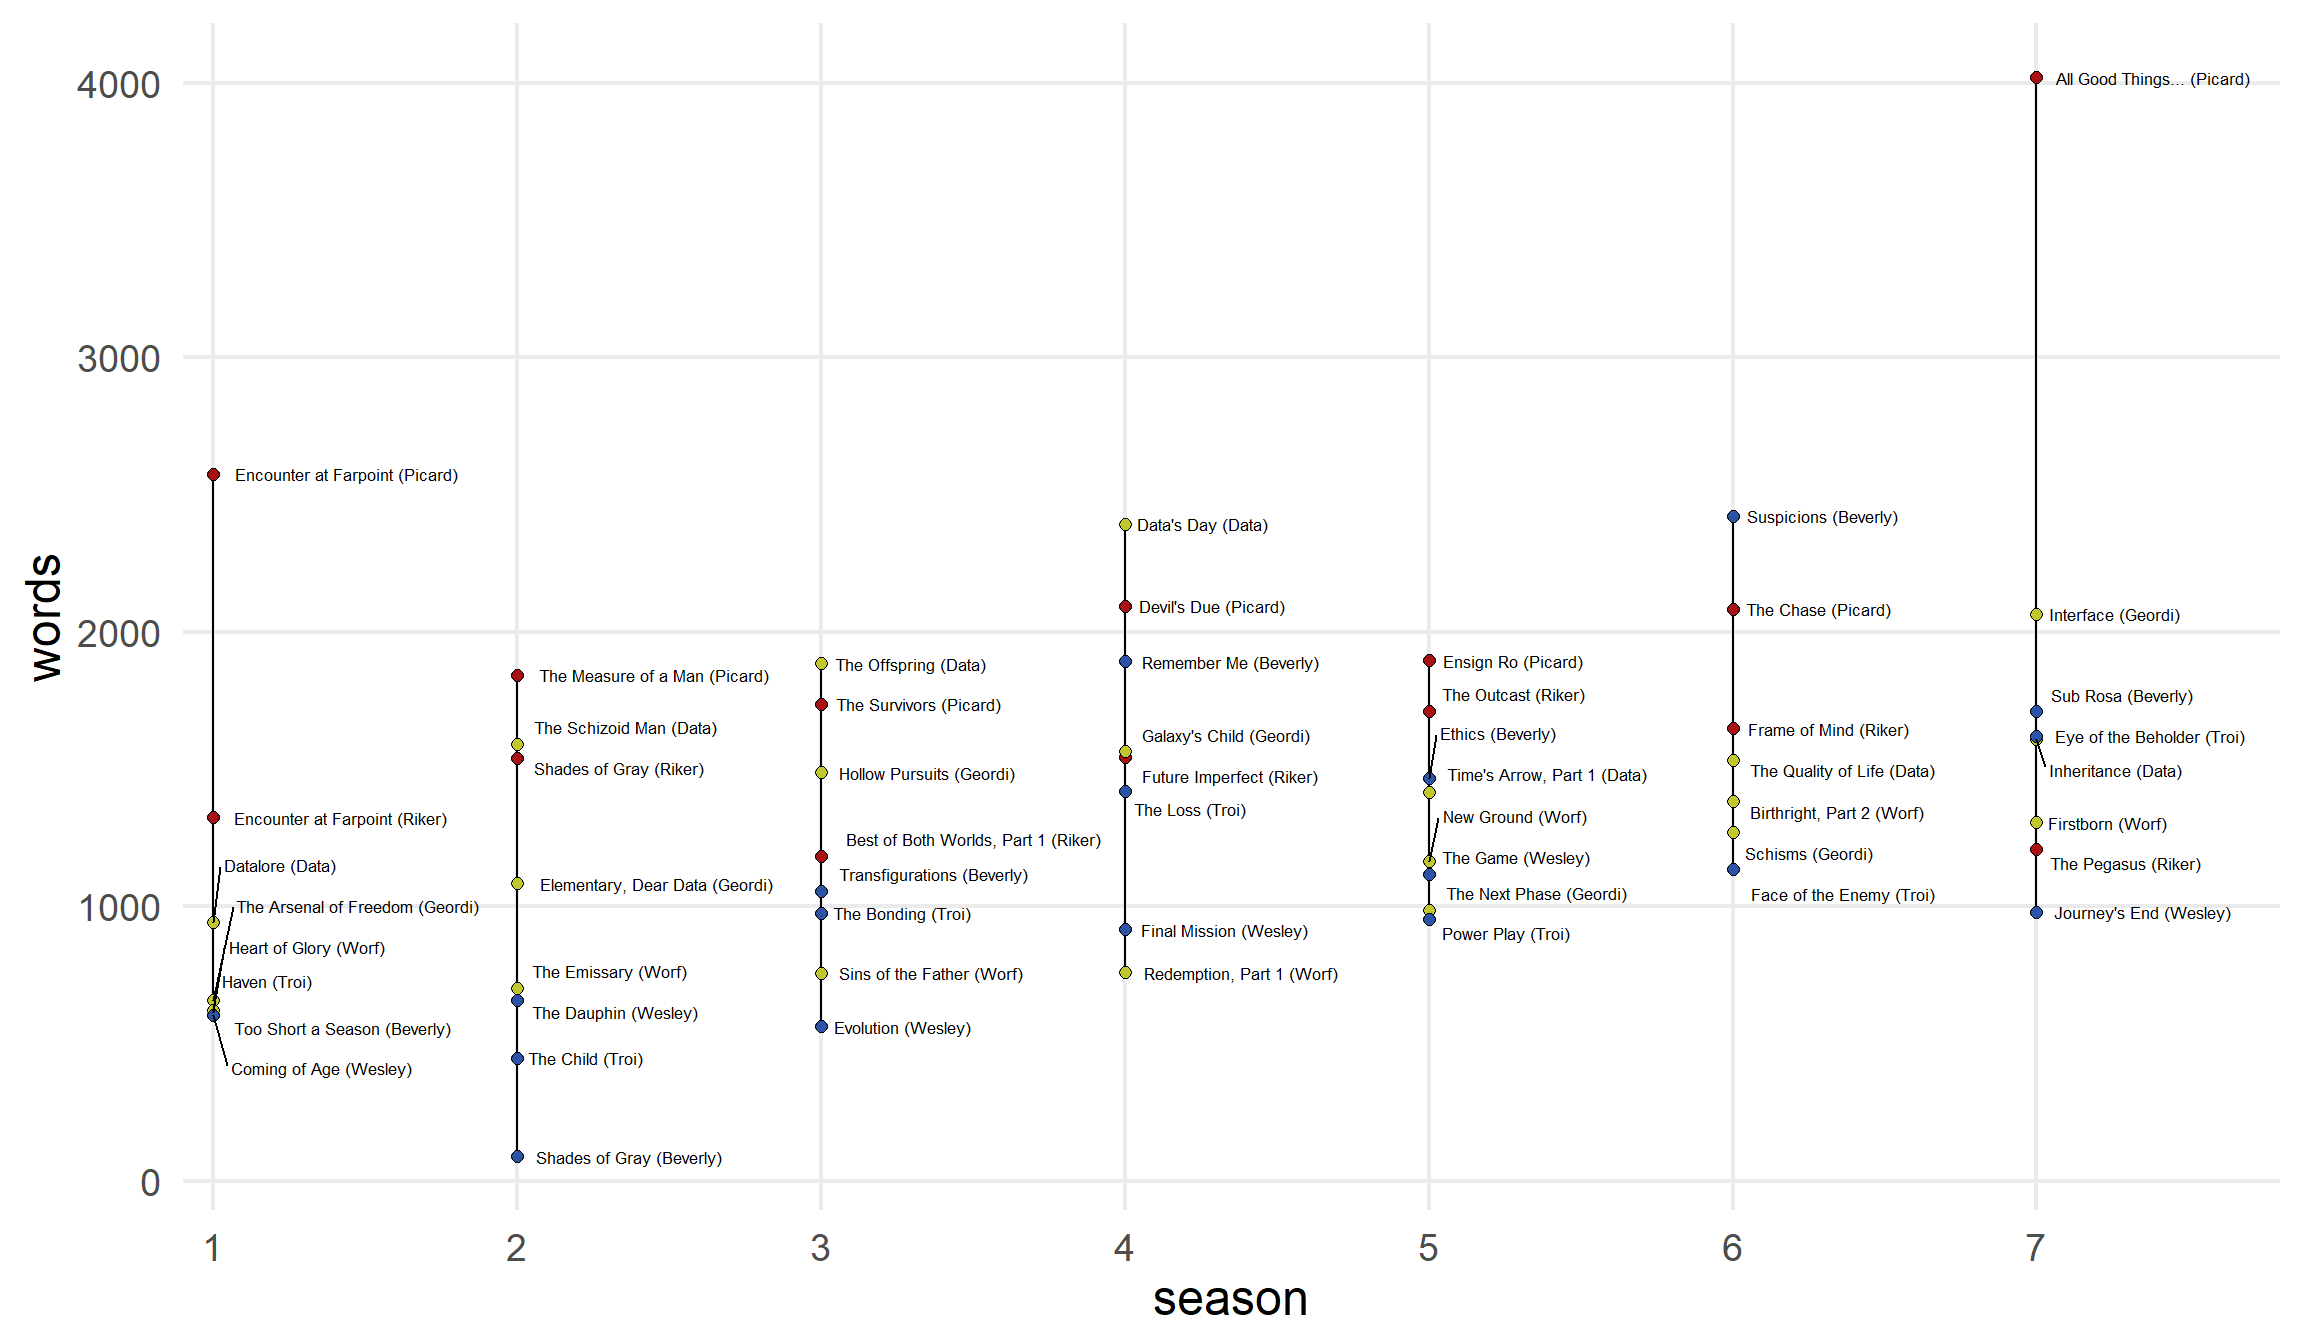 4000
3000
2000
1000
0
words
Encounter at Farpoint (Picard)
Encounter at Farpoint (Riker)
Datalore (Data)
The Arsenal of Freedom (Geordi)
Heart of Glory (Worf)
Haven (Troi)
Too Short a Season (Beverly)
Coming of Age (Wesley)
The Measure of a Man (Picard)
The Schizoid Man (Data)
Shades of Gray (Riker)
Elementary, Dear Data (Geordi)
The Emissary (Worf)
The Dauphin (Wesley)
The Child (Troi)
Shades of Gray (Beverly)
The Offspring (Data)
The Survivors (Picard)
Hollow Pursuits (Geordi)
Best of Both Worlds, Part 1 (Riker)
Transfigurations (Beverly)
The Bonding (Troi)
Sins of the Father (Worf)
Evolution (Wesley)
Data's Day (Data)
Devil's Due (Picard)
Remember Me (Beverly)
Galaxy's Child (Geordi)
Future Imperfect (Riker)
The Loss (Troi)
Final Mission (Wesley)
Redemption, Part 1 (Worf)
Ensign Ro (Picard)
The Outcast (Riker)
Ethics (Beverly)
Time's Arrow, Part 1 (Data)
New Ground (Worf)
The Game (Wesley)
The Next Phase (Geordi)
Power Play (Troi)
Suspicions (Beverly)
The Chase (Picard)
Frame of Mind (Riker)
The Quality of Life (Data)
Birthright, Part 2 (Worf)
Schisms (Geordi)
Face of the Enemy (Troi)
All Good Things... (Picard)
Interface (Geordi)
Sub Rosa (Beverly)
Eye of the Beholder (Troi)
Inheritance (Data)
Firstborn (Worf)
The Pegasus (Riker)
Journey's End (Wesley)
1 2 3 4 5 6 7
season